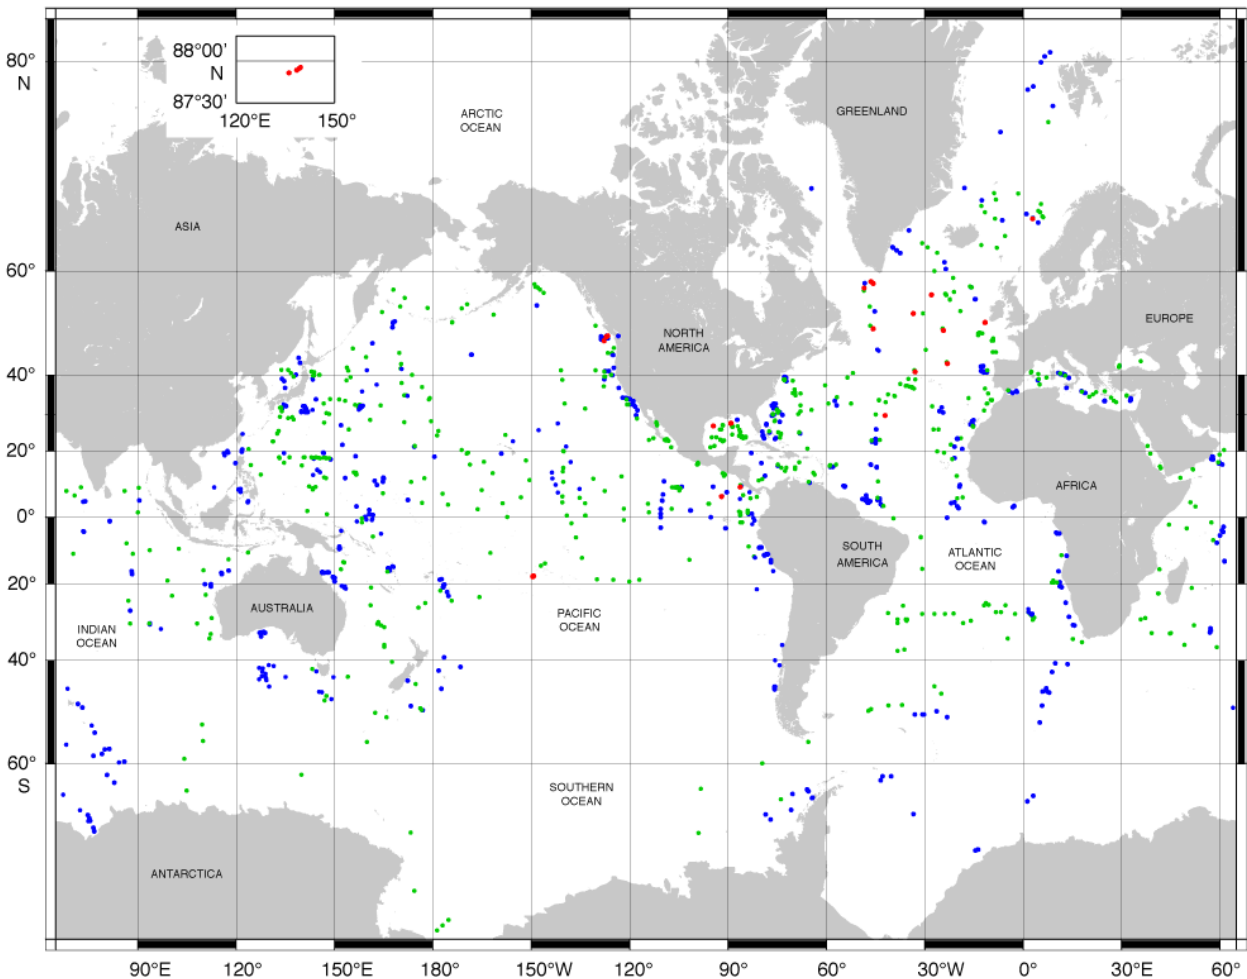 80°
N
88°00'
N
87°30'
120°E
150°
ARCTIC
OCEAN
GREENLAND
ASIA
60°
NORTH
AMERICA
EUROPE
40°
20°
AFRICA
0°
SOUTH
AMERICA
ATLANTIC
OCEAN
20°
AUSTRALIA
PACIFIC
OCEAN
INDIAN
OCEAN
40°
60°
S
SOUTHERN
OCEAN
ANTARCTICA
90°E
120°
150°
180°
150°W
120°
90°
60°
30°W
0°
30°E
60°